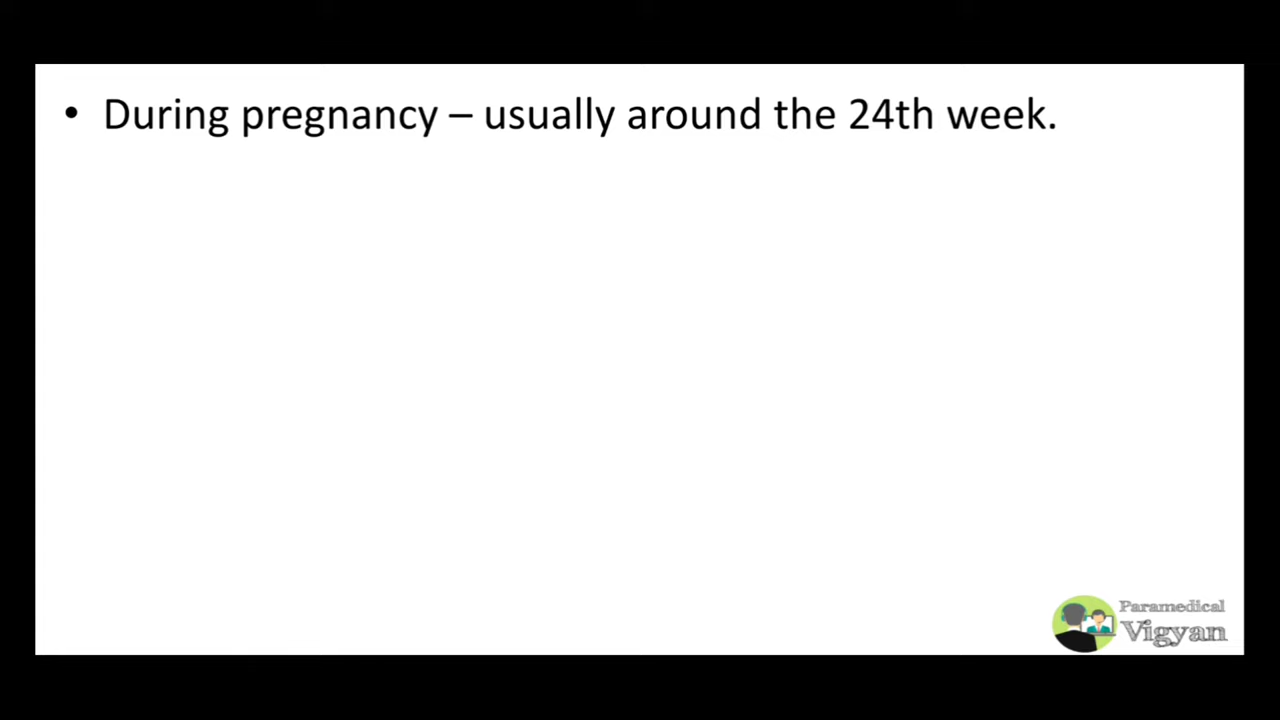 • During pregnancy – usually around the 24th week.
Paramedical
Vigyan